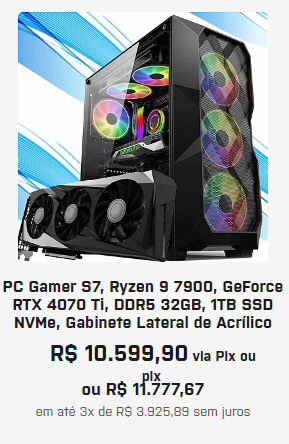 PC Gamer S7, Ryzen 9 7900, GeForce
RTX 4070 Ti, DDR5 32GB, 1TB SSD
NVMe, Gabinete Lateral de Acrílico
R$ 10.599,90 via Pix ou
pix
ou R$ 11.777,67
em até 3x de R$ 3.925,89 sem juros